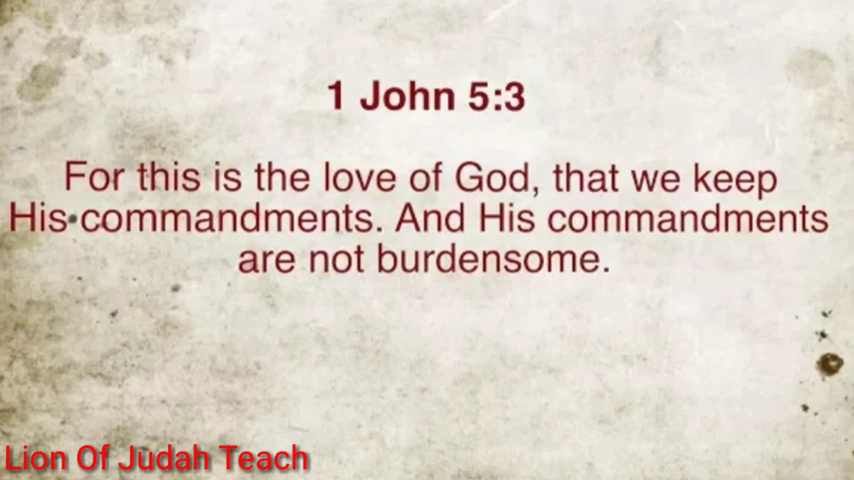 1 John 5:3
For this is the love of God, that we keep
His commandments. And His commandments
are not burdensome.
Lion Of Judah Teach